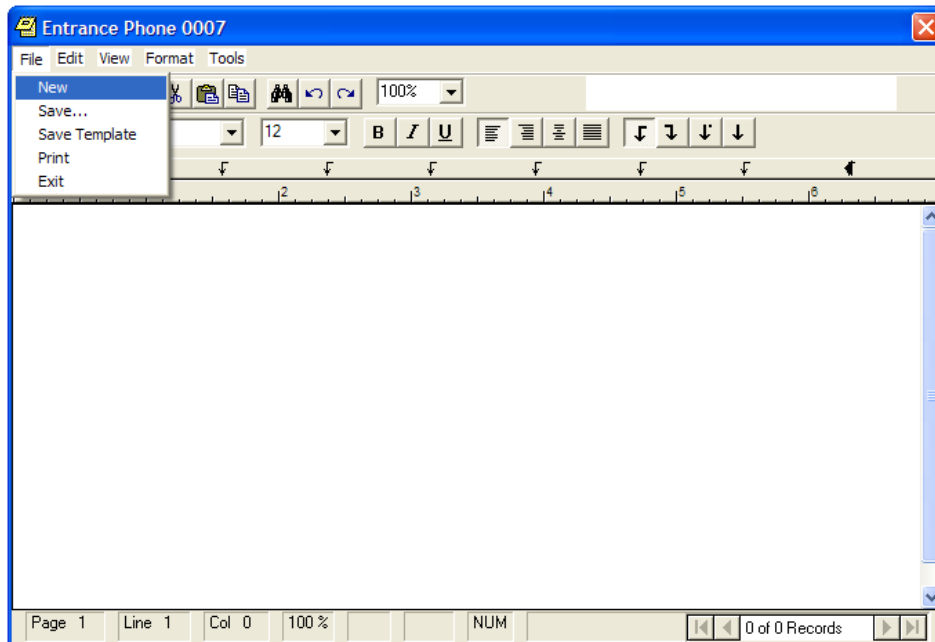 Entrance Phone 0007
File Edit View Format Tools
New
Save...
Save Template
Print
Exit
100%
12 B I U
2 3 4 5 6
Page 1 Line 1 Col 0 100 % NUM 0 of 0 Records